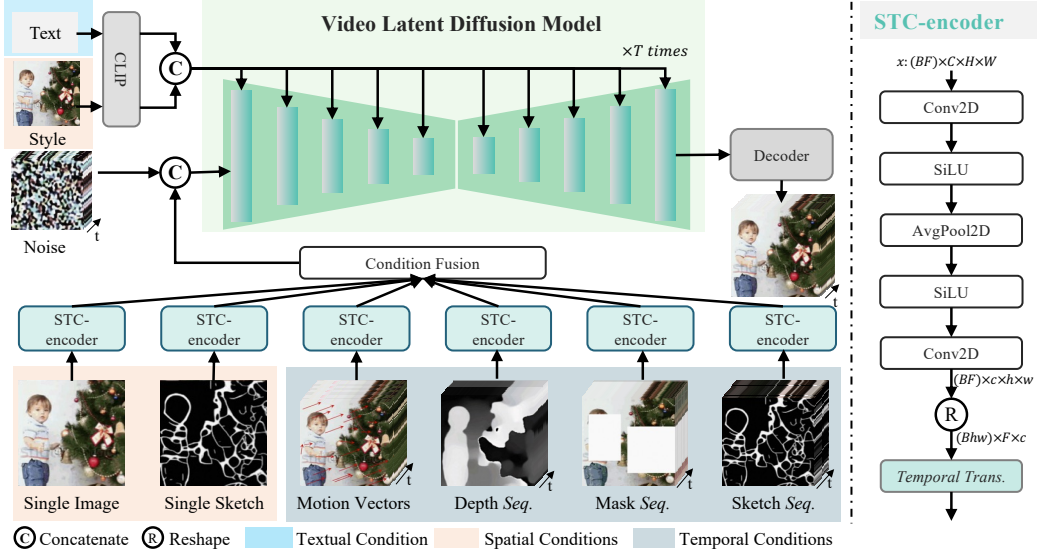 Text
Style
Noise
t
CLIP
C
C
Video Latent Diffusion Model
×T times
Decoder
t
Condition Fusion
STC-
encoder
STC-
encoder
STC-
encoder
STC-
encoder
STC-
encoder
STC-
encoder
t
t
t
t
Single Image
Single Sketch
Motion Vectors
Depth Seq.
Mask Seq.
Sketch Seq.
C Concatenate
R Reshape
Textual Condition
Spatial Conditions
Temporal Conditions
STC-encoder
x: (BF)×C×H×W
Conv2D
SiLU
AvgPool2D
SiLU
Conv2D
(BF)×c×h×w
R
(Bhw)×F×c
Temporal Trans.